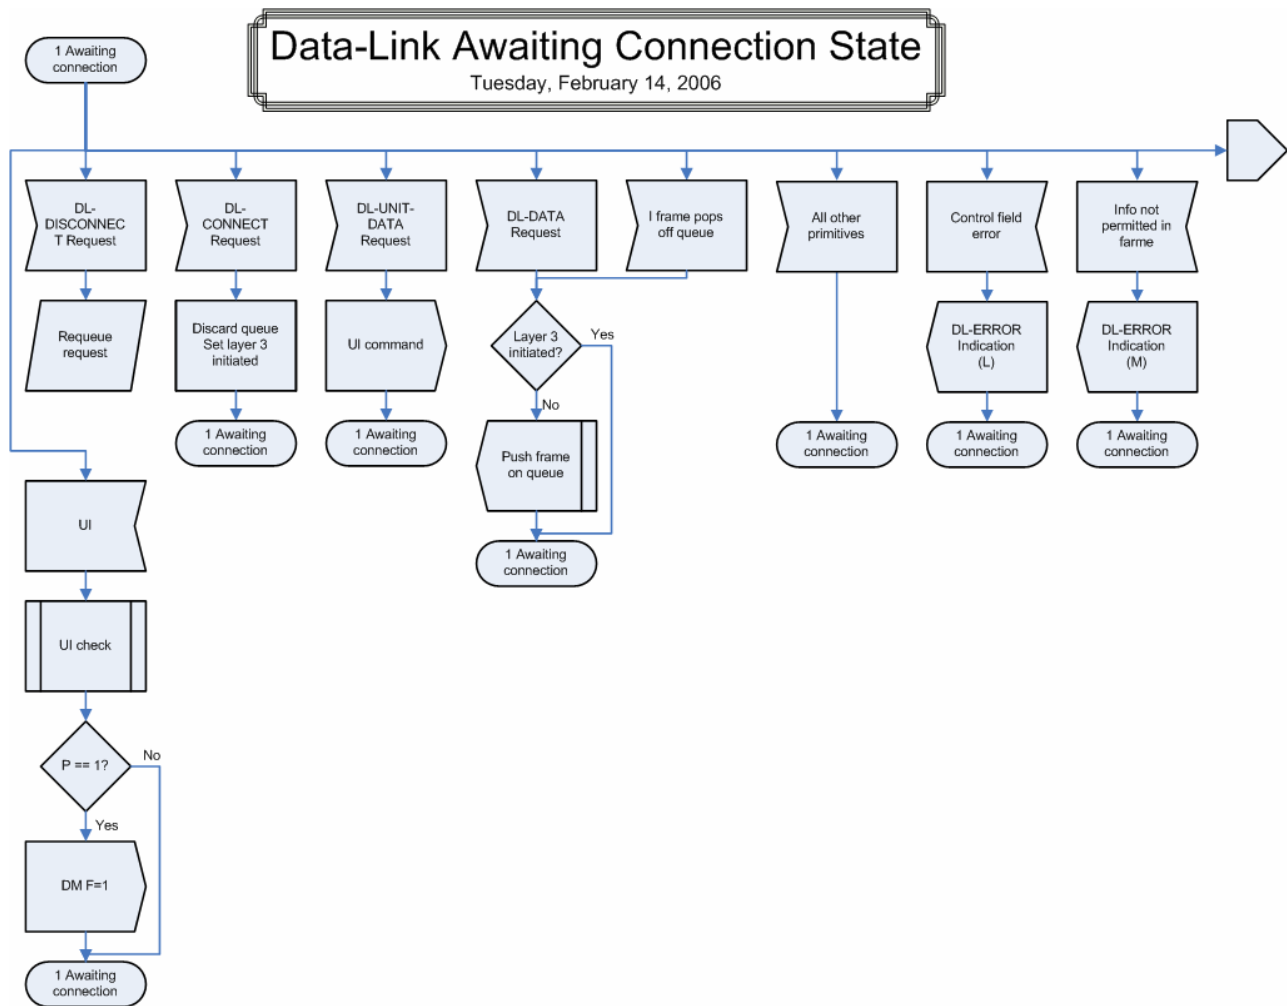 Data-Link Awaiting Connection State
Tuesday, February 14, 2006
1 Awaiting
connection
DL-
DISCONNEC
T Request
DL-
CONNECT
Request
DL-UNIT-
DATA
Request
DL-DATA
Request
I frame pops
off queue
All other
primitives
Control field
error
Info not
permitted in
farme
Requeue
request
Discard queue
Set layer 3
initiated
UI command
Layer 3
initiated?
Yes
No
DL-ERROR
Indication
(L)
DL-ERROR
Indication
(M)
1 Awaiting
connection
1 Awaiting
connection
Push frame
on queue
1 Awaiting
connection
1 Awaiting
connection
1 Awaiting
connection
1 Awaiting
connection
UI
UI check
P == 1?
No
Yes
DM F=1
1 Awaiting
connection